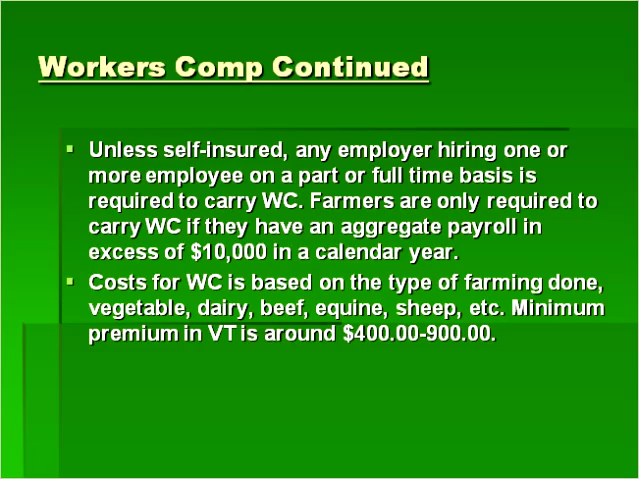 Workers Comp Continued
Unless self-insured, any employer hiring one or
more employee on a part or full time basis is
required to carry WC. Farmers are only required to
carry WC if they have an aggregate payroll in
excess of $10,000 in a calendar year.
Costs for WC is based on the type of farming done,
vegetable, dairy, beef, equine, sheep, etc. Minimum
premium in VT is around $400.00-900.00.